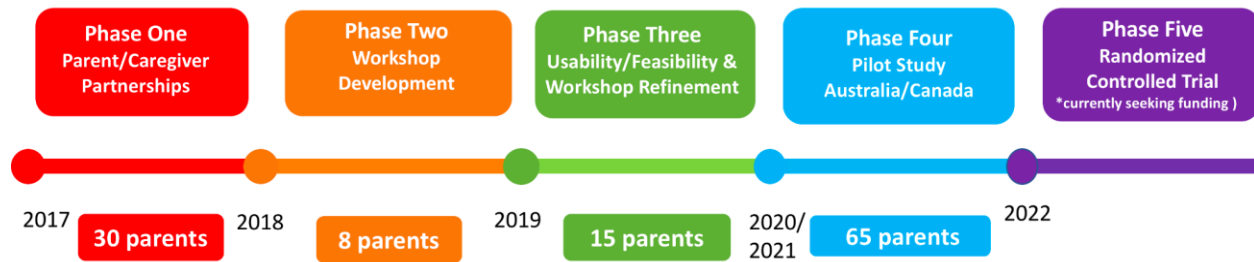 Phase One
Parent/Caregiver
Partnerships
Phase Two
Workshop
Development
Phase Three
Usability/Feasibility &
Workshop Refinement
Phase Four
Pilot Study
Australia/Canada
Phase Five
Randomized
Controlled Trial
*currently seeking funding )
2017
30 parents
2018
8 parents
2019
15 parents
2020/
2021
65 parents
2022